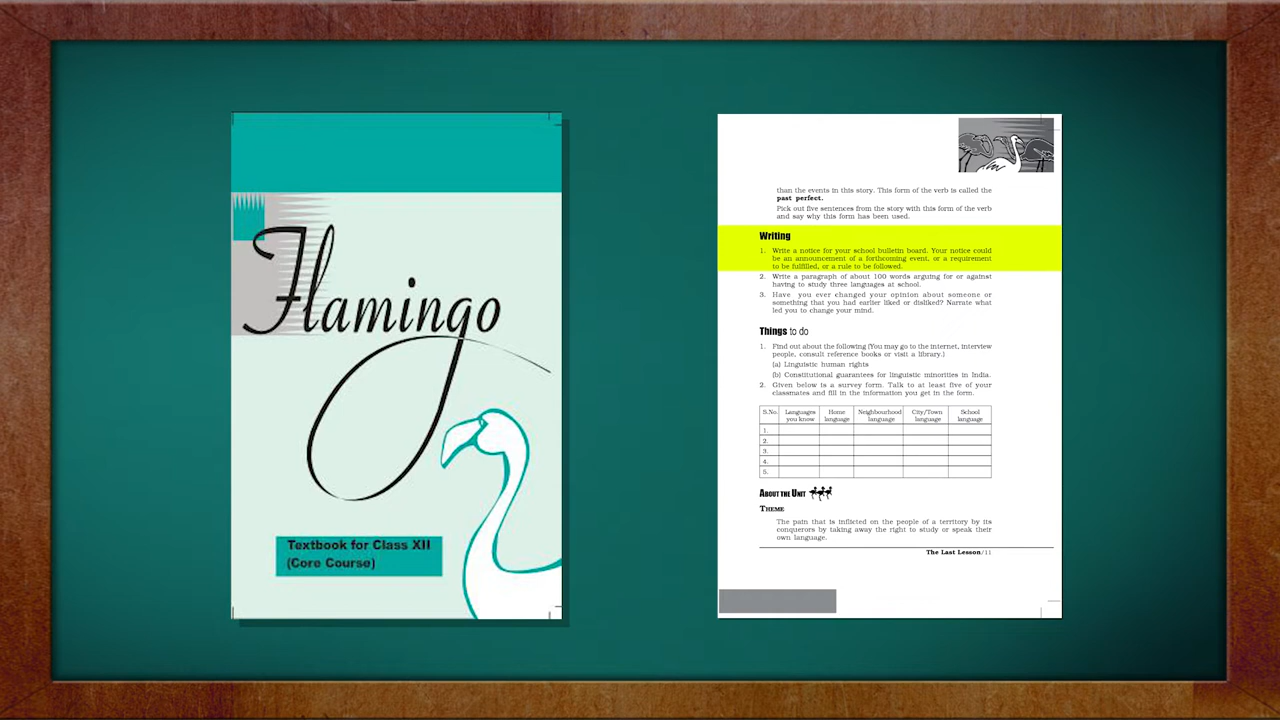 Flamingo
Textbook for Class XII
(Core Course)
than the events in this story. This form of the verb is called the
past perfect.
Pick out five sentences from the story with this form of the verb
and say why this form has been used.
Writing
1. Write a notice for your school bulletin board. Your notice could
be an announcement of a forthcoming event, or a requirement
to be fulfilled, or a rule to be followed.
2. Write a paragraph of about 100 words arguing for or against
having to study three languages at school.
3. Have you ever changed your opinion about someone or
something that you had earlier liked or disliked? Narrate what
led you to change your mind.
Things to do
1. Find out about the following (You may go to the internet, interview
people, consult reference books or visit a library.)
(a) Linguistic human rights
(b) Constitutional guarantees for linguistic minorities in India.
2. Given below is a survey form. Talk to at least five of your
classmates and fill in the information you get in the form.
S.No. Languages Home Neighbourhood City/Town School
you know language language language language
1.
2.
3.
4.
5.
About the Unit
Theme
The pain that is inflicted on the people of a territory by its
conquerors by taking away the right to study or speak their
own language.
The Last Lesson/11